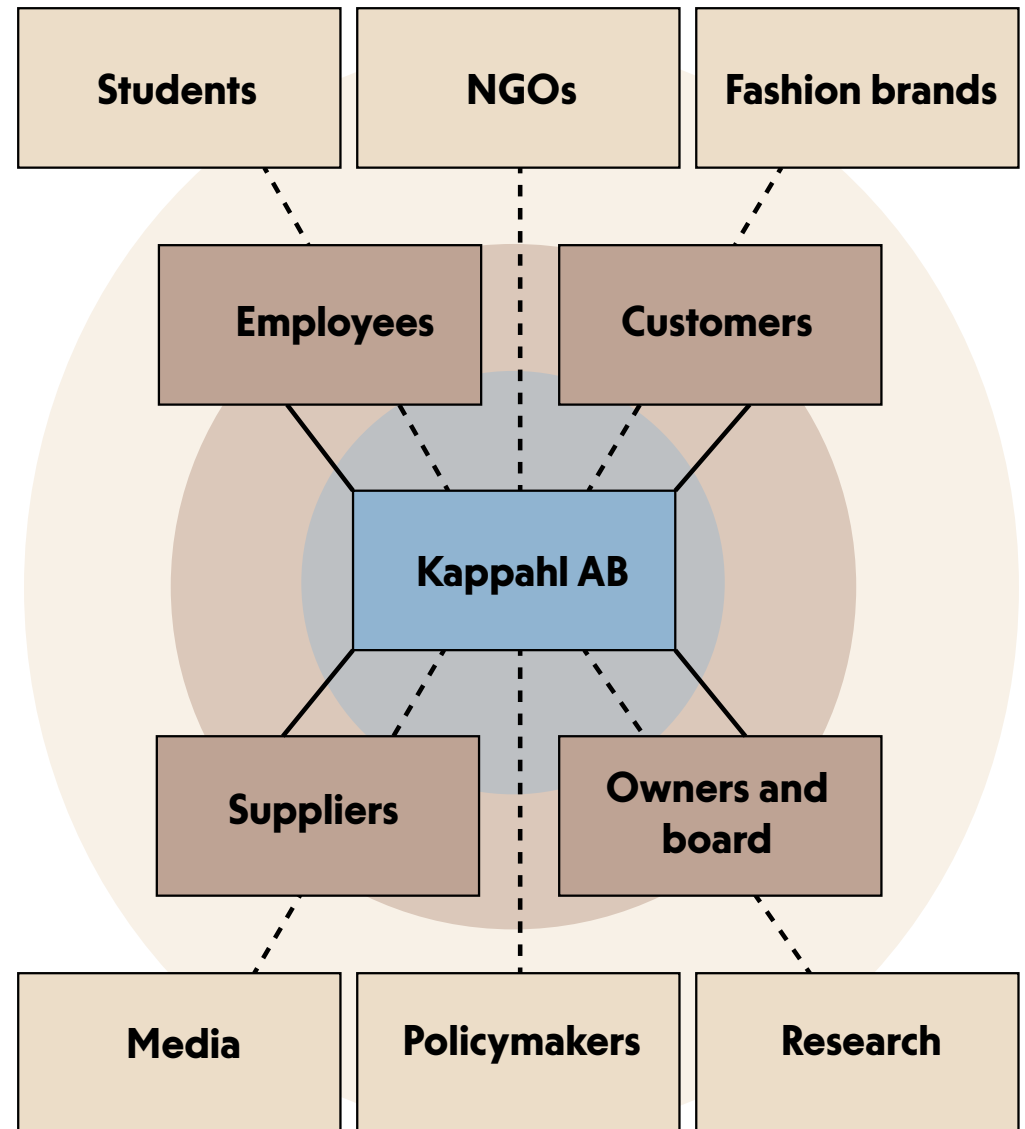 Students
NGOs
Fashion brands
Employees
Customers
Kappahl AB
Suppliers
Owners and
board
Media
Policymakers
Research